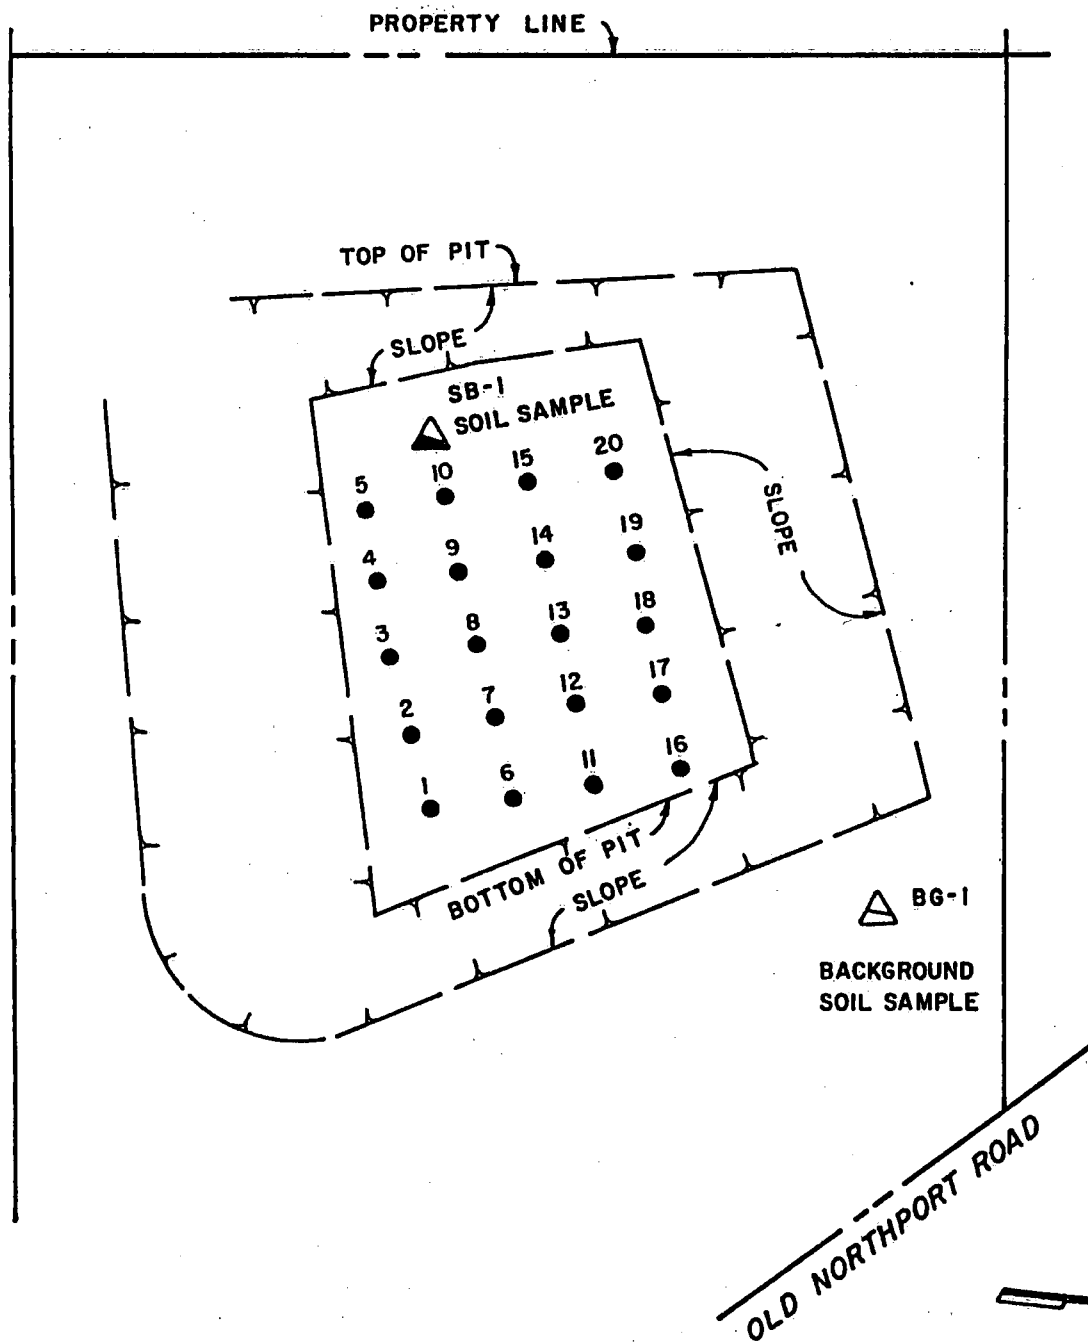 PROPERTY LINE
TOP OF PIT
SLOPE
SB-1
SOIL SAMPLE
5
10
15
20
SLOPE
4
9
14
19
3
8
13
18
2
7
12
17
1
6
11
16
BOTTOM OF PIT
SLOPE
BG-1
BACKGROUND
SOIL SAMPLE
OLD NORTHPORT ROAD